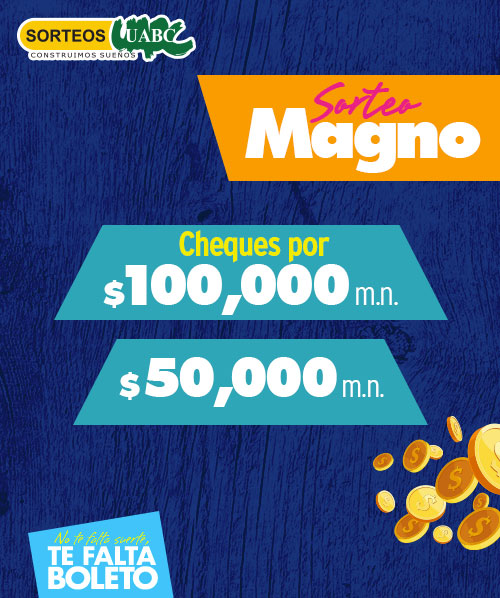 SORTEOS UABC
CONSTRUIMOS SUEÑOS
Sorteo
Magno
Cheques por
$100,000 m.n.
$50,000 m.n.
No te falta suerte,
TE FALTA
BOLETO